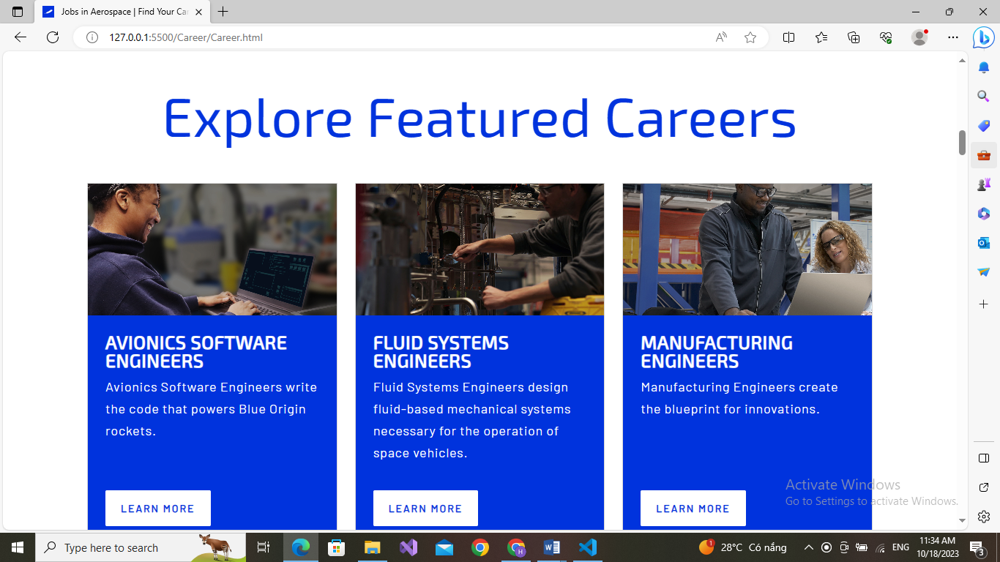 Jobs in Aerospace | Find Your Ca
127.0.0.1:5500/Career/Career.html
Explore Featured Careers
AVIONICS SOFTWARE
ENGINEERS
Avionics Software Engineers write
the code that powers Blue Origin
rockets.
LEARN MORE
FLUID SYSTEMS
ENGINEERS
Fluid Systems Engineers design
fluid-based mechanical systems
necessary for the operation of
space vehicles.
LEARN MORE
MANUFACTURING
ENGINEERS
Manufacturing Engineers create
the blueprint for innovations.
LEARN MORE
Activate Windows
Go to Settings to activate Windows.
Type here to search
1
28°C Có nắng
ENG
11:34 AM
10/18/2023
3